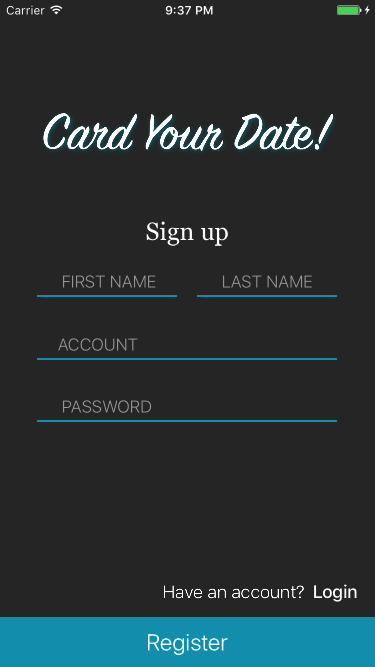 Carrier 9:37 PM
Card Your Date!
Sign up
FIRST NAME LAST NAME
ACCOUNT
PASSWORD
Have an account? Login
Register